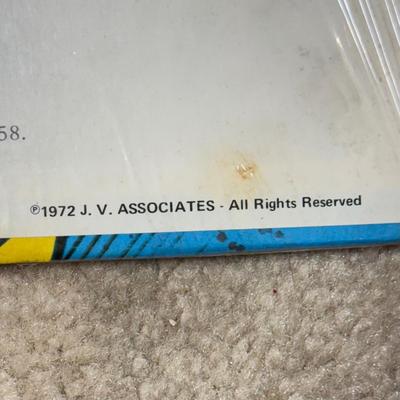 58.
℗1972 J. V. ASSOCIATES - All Rights Reserved